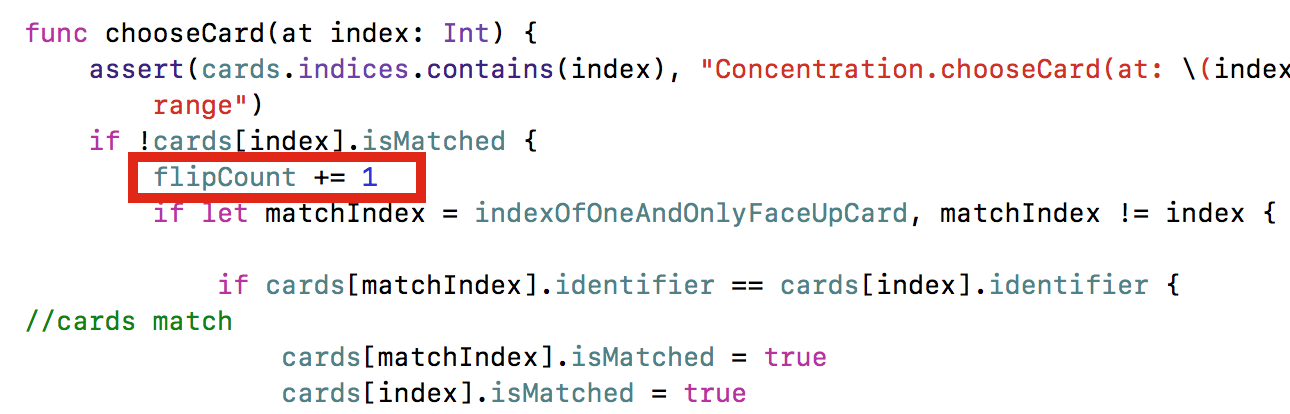 func chooseCard(at index: Int) {
assert(cards.indices.contains(index), "Concentration.chooseCard(at: \(index
range")
if !cards[index].isMatched {
flipCount += 1
if let matchIndex = indexOfOneAndOnlyFaceUpCard, matchIndex != index {
if cards[matchIndex].identifier == cards[index].identifier {
//cards match
cards[matchIndex].isMatched = true
cards[index].isMatched = true